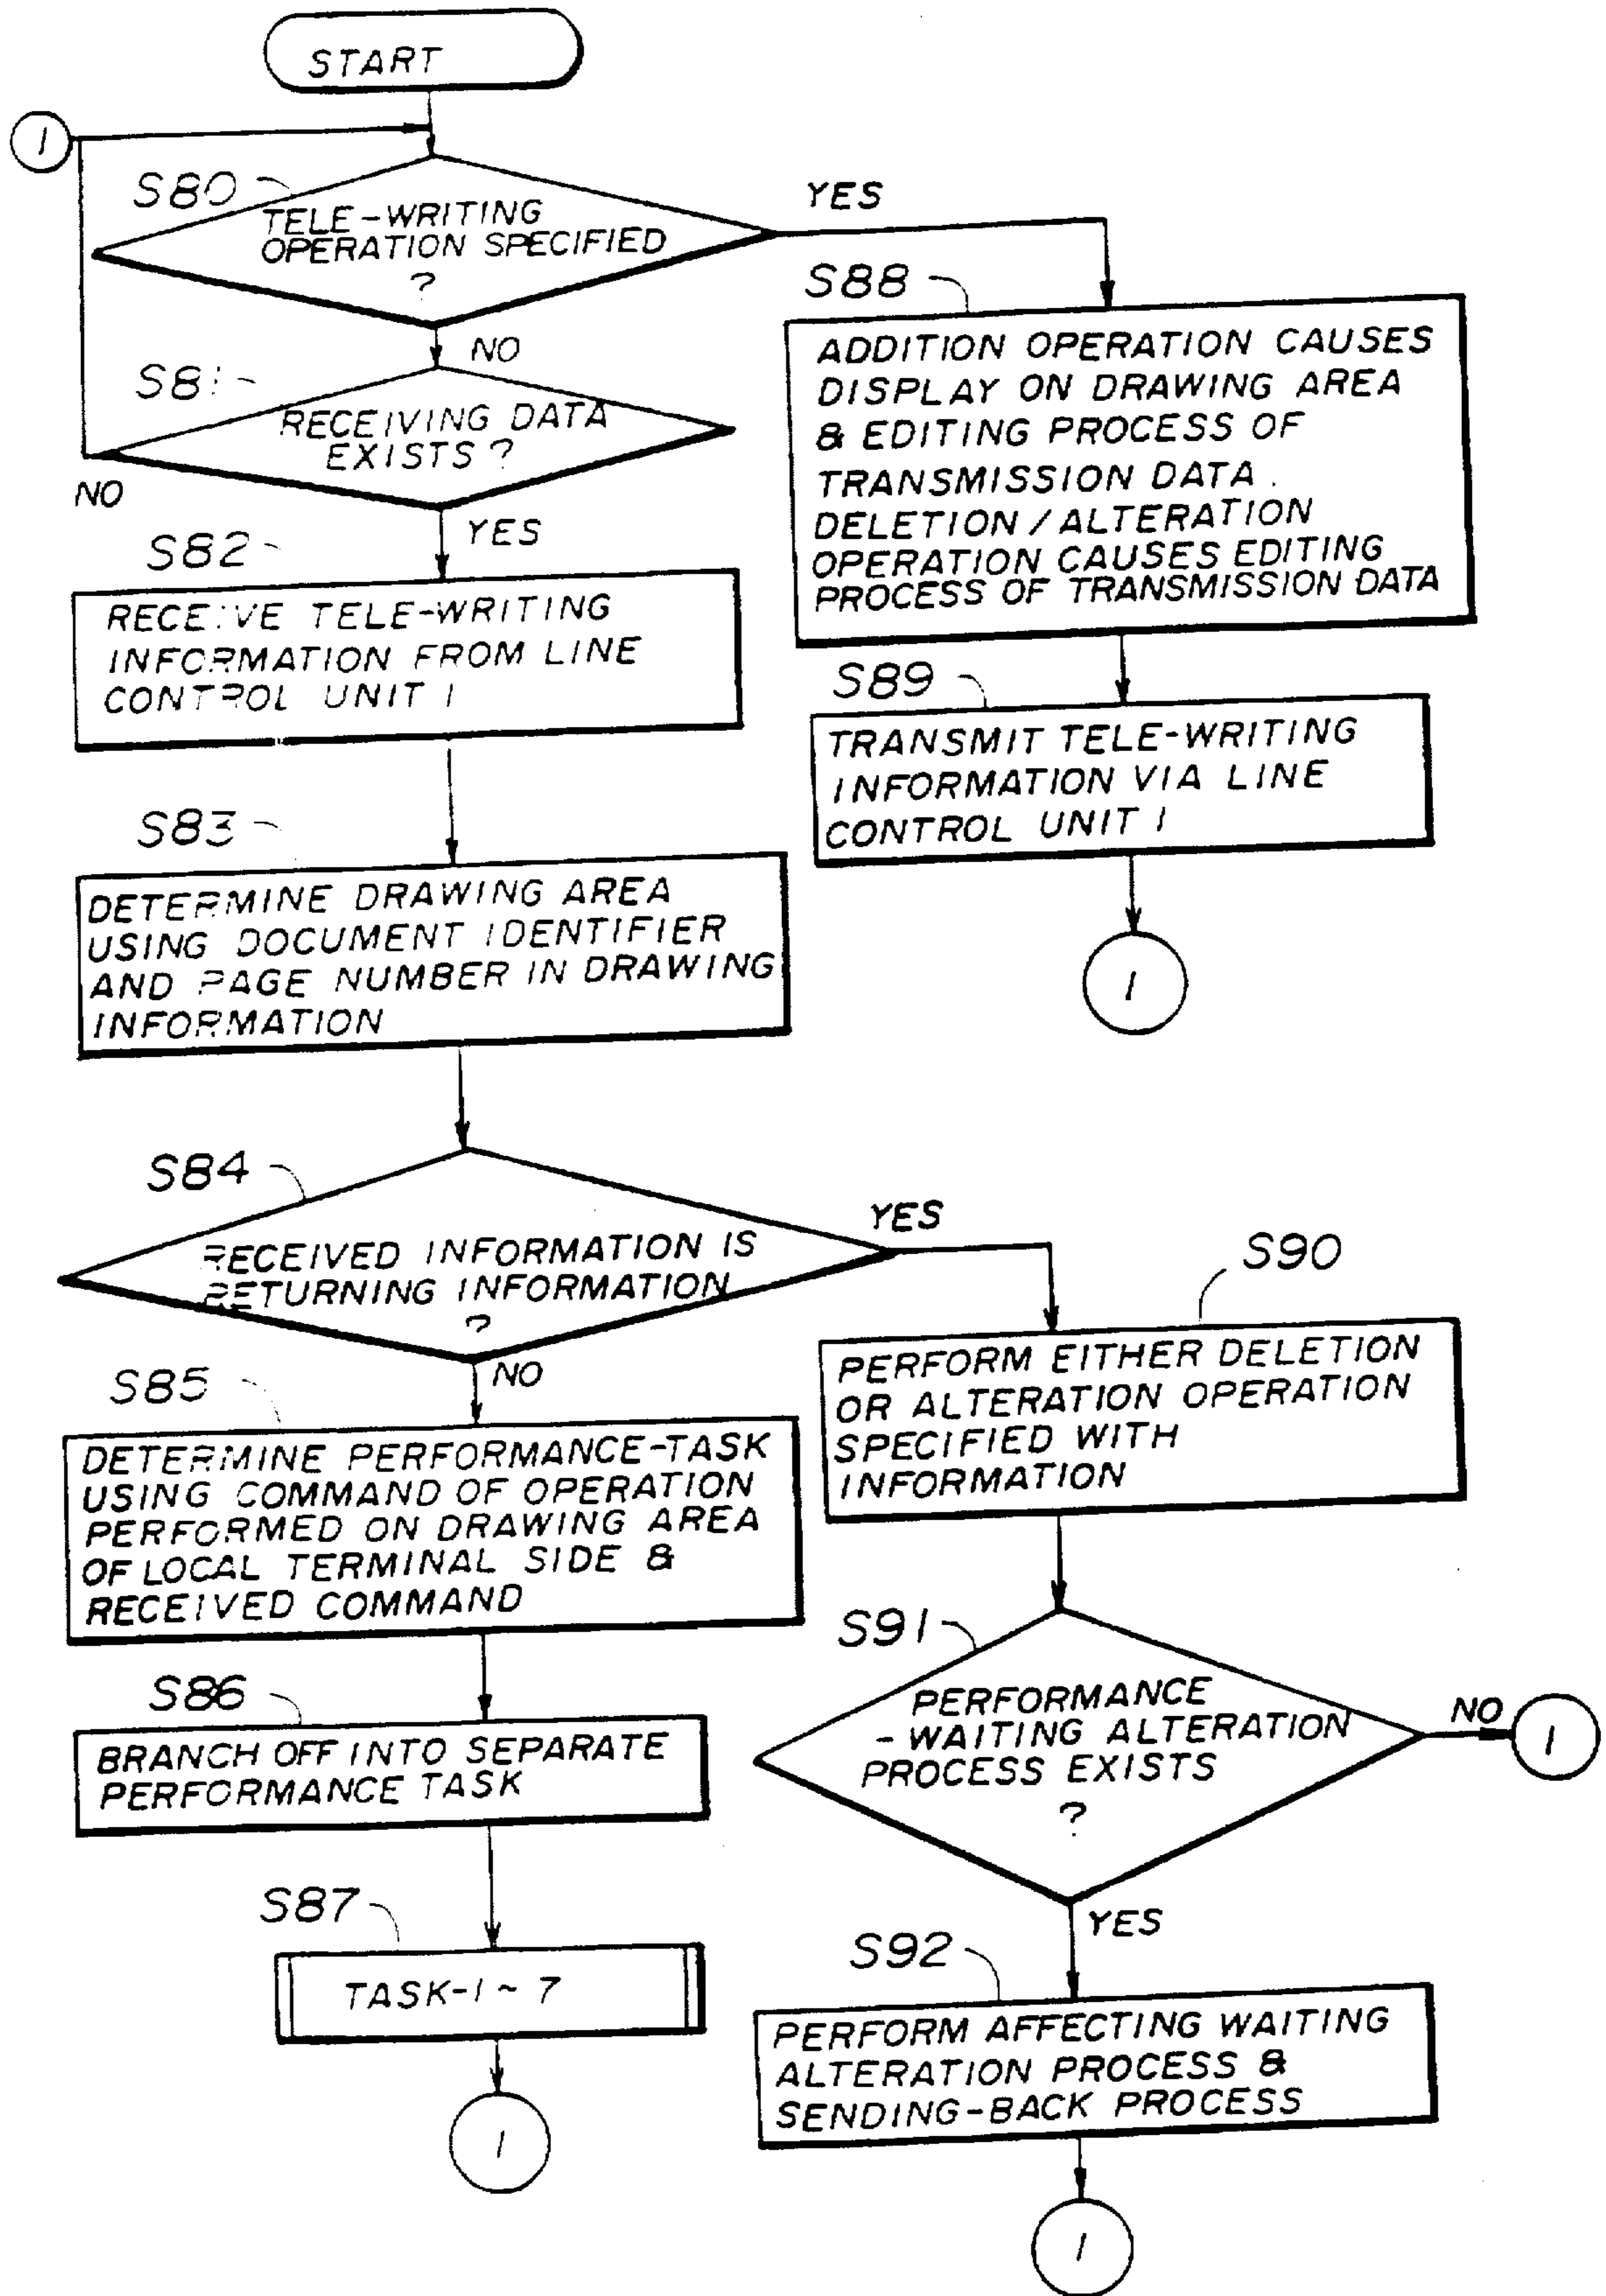 START
1
S80
TELE-WRITING
OPERATION SPECIFIED
?
YES
NO
S81
RECEIVING DATA
EXISTS?
NO
YES
S82
RECEIVE TELE-WRITING
INFORMATION FROM LINE
CONTROL UNIT 1
S83
DETERMINE DRAWING AREA
USING DOCUMENT IDENTIFIER
AND PAGE NUMBER IN DRAWING
INFORMATION
S84
RECEIVED INFORMATION IS
RETURNING INFORMATION
?
YES
NO
S85
DETERMINE PERFORMANCE-TASK
USING COMMAND OF OPERATION
PERFORMED ON DRAWING AREA
OF LOCAL TERMINAL SIDE &
RECEIVED COMMAND
S86
BRANCH OFF INTO SEPARATE
PERFORMANCE TASK
S87
TASK-1 ~ 7
1
S88
ADDITION OPERATION CAUSES
DISPLAY ON DRAWING AREA
& EDITING PROCESS OF
TRANSMISSION DATA.
DELETION/ALTERATION
OPERATION CAUSES EDITING
PROCESS OF TRANSMISSION DATA
S89
TRANSMIT TELE-WRITING
INFORMATION VIA LINE
CONTROL UNIT 1
1
S90
PERFORM EITHER DELETION
OR ALTERATION OPERATION
SPECIFIED WITH
INFORMATION
S91
PERFORMANCE
-WAITING ALTERATION
PROCESS EXISTS
?
NO
1
YES
S92
PERFORM AFFECTING WAITING
ALTERATION PROCESS &
SENDING-BACK PROCESS
1